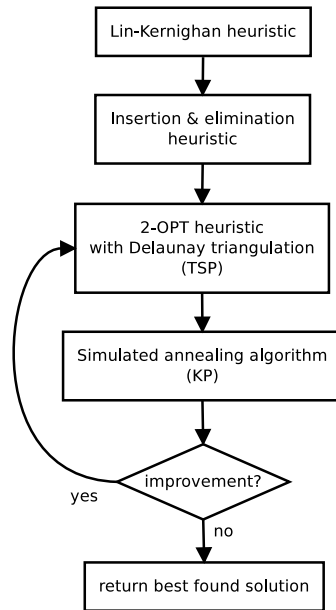 Lin-Kernighan heuristic
Insertion & elimination
heuristic
2-OPT heuristic
with Delaunay triangulation
(TSP)
Simulated annealing algorithm
(KP)
improvement?
yes
no
return best found solution